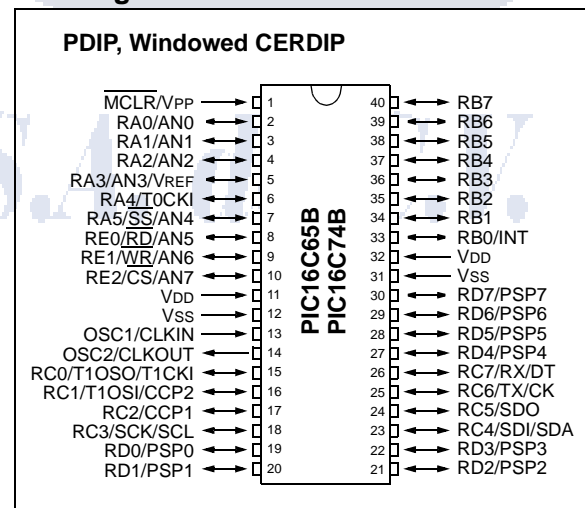 PDIP, Windowed CERDIP
MCLR/VPP 1
RA0/AN0 2
RA1/AN1 3
RA2/AN2 4
RA3/AN3/VREF 5
RA4/T0CKI 6
RA5/SS/AN4 7
RE0/RD/AN5 8
RE1/WR/AN6 9
RE2/CS/AN7 10
VDD 11
VSS 12
OSC1/CLKIN 13
OSC2/CLKOUT 14
RC0/T1OSO/T1CKI 15
RC1/T1OSI/CCP2 16
RC2/CCP1 17
RC3/SCK/SCL 18
RD0/PSP0 19
RD1/PSP1 20
PIC16C65B
PIC16C74B
40 RB7
39 RB6
38 RB5
37 RB4
36 RB3
35 RB2
34 RB1
33 RB0/INT
32 VDD
31 VSS
30 RD7/PSP7
29 RD6/PSP6
28 RD5/PSP5
27 RD4/PSP4
26 RC7/RX/DT
25 RC6/TX/CK
24 RC5/SDO
23 RC4/SDI/SDA
22 RD3/PSP3
21 RD2/PSP2